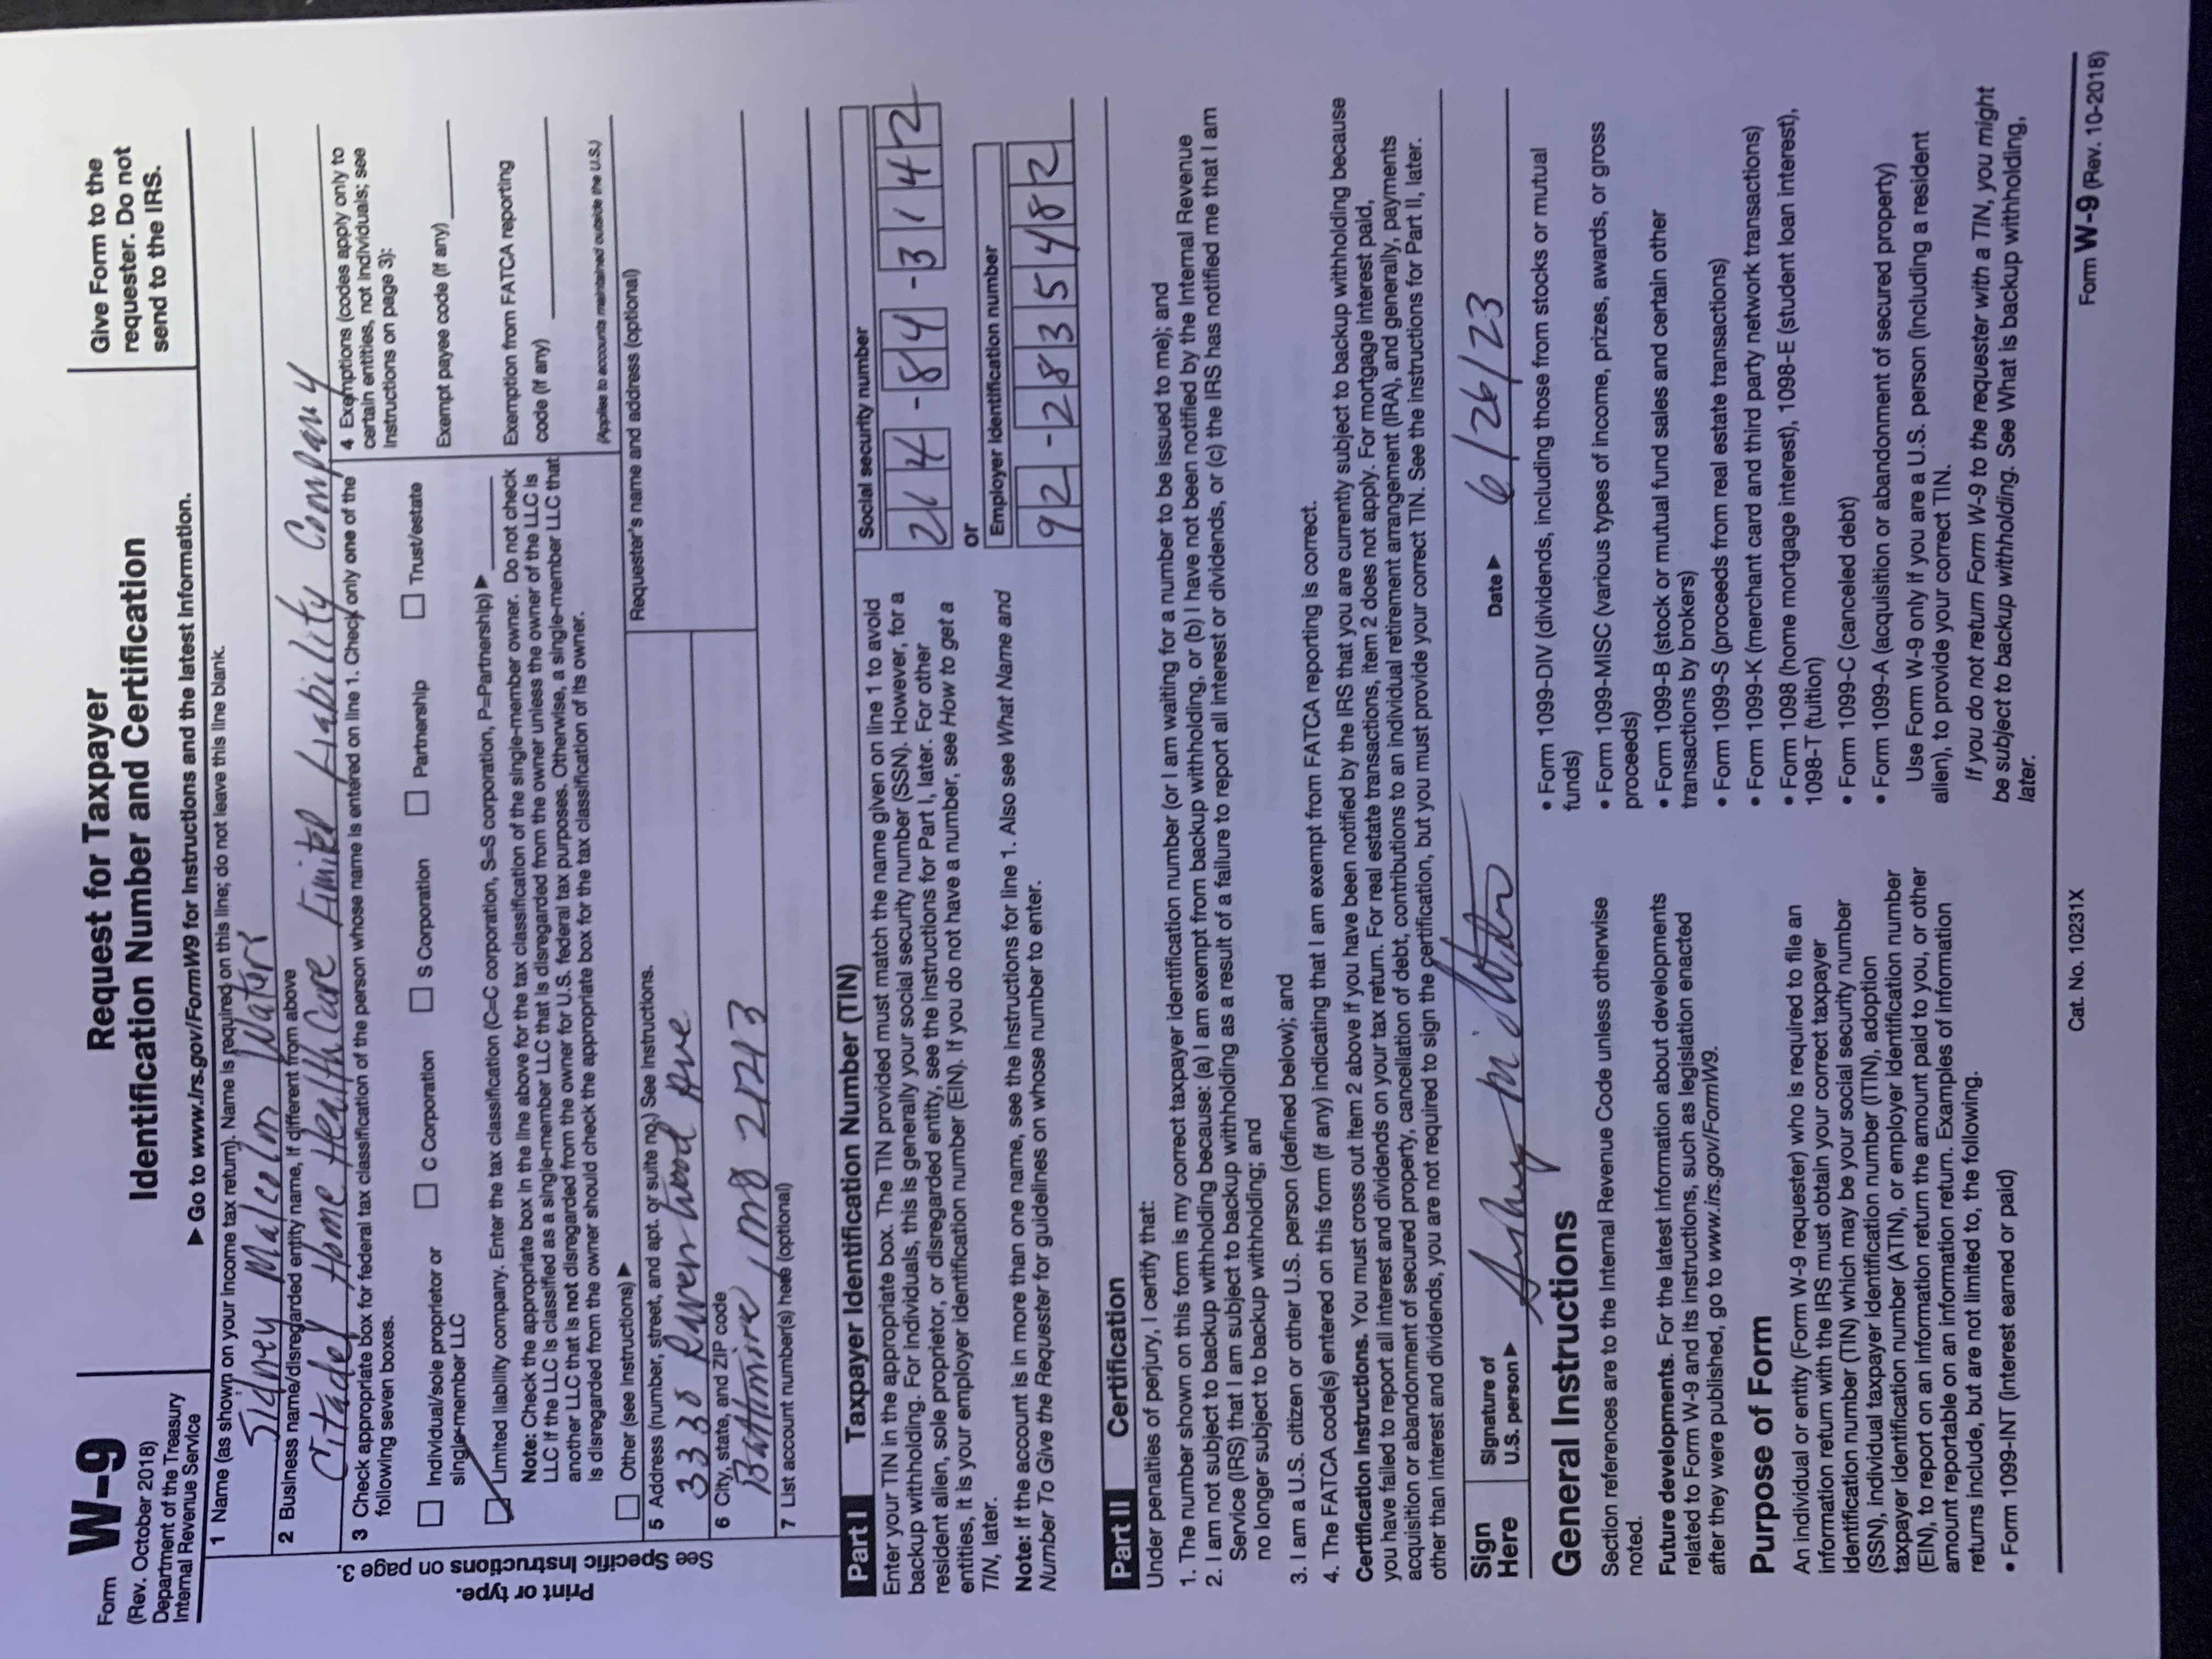 Form W-9
(Rev. October 2018)
Department of the Treasury
Internal Revenue Service
Request for Taxpayer
Identification Number and Certification
▶ Go to www.irs.gov/FormW9 for instructions and the latest information.
Give Form to the
requester. Do not
send to the IRS.
Print or type.
See Specific Instructions on page 3.
1 Name (as shown on your income tax return). Name is required on this line; do not leave this line blank.
Sidney Malcolm Waters
2 Business name/disregarded entity name, if different from above
Citadel Home HealthCare Limited Liability Company
3 Check appropriate box for federal tax classification of the person whose name is entered on line 1. Check only one of the
following seven boxes.
Individual/sole proprietor or
single-member LLC
C Corporation
S Corporation
Partnership
Trust/estate
Limited liability company. Enter the tax classification (C=C corporation, S=S corporation, P=Partnership) ▶
Note: Check the appropriate box in the line above for the tax classification of the single-member owner. Do not check
LLC if the LLC is classified as a single-member LLC that is disregarded from the owner unless the owner of the LLC is
another LLC that is not disregarded from the owner for U.S. federal tax purposes. Otherwise, a single-member LLC that
is disregarded from the owner should check the appropriate box for the tax classification of its owner.
Other (see instructions) ▶
4 Exemptions (codes apply only to
certain entities, not individuals; see
instructions on page 3):
Exempt payee code (if any)
Exemption from FATCA reporting
code (if any)
(Applies to accounts maintained outside the U.S.)
5 Address (number, street, and apt. or suite no.) See instructions.
Ravenwood Ave
Requester's name and address (optional)
6 City, state, and ZIP code
Baltimore, 21213
7 List account number(s) here (optional)
Part I Taxpayer Identification Number (TIN)
Enter your TIN in the appropriate box. The TIN provided must match the name given on line 1 to avoid
backup withholding. For individuals, this is generally your social security number (SSN). However, for a
resident alien, sole proprietor, or disregarded entity, see the instructions for Part I, later. For other
entities, it is your employer identification number (EIN). If you do not have a number, see How to get a
TIN, later.
Note: If the account is in more than one name, see the instructions for line 1. Also see What Name and
Number To Give the Requester for guidelines on whose number to enter.
Social security number
214-84-3142
or
Employer identification number
92-2835482
Part II Certification
Under penalties of perjury, I certify that:
1. The number shown on this form is my correct taxpayer identification number (or I am waiting for a number to be issued to me); and
2. I am not subject to backup withholding because: (a) I am exempt from backup withholding, or (b) I have not been notified by the Internal Revenue
Service (IRS) that I am subject to backup withholding as a result of a failure to report all interest or dividends, or (c) the IRS has notified me that I am
no longer subject to backup withholding; and
3. I am a U.S. citizen or other U.S. person (defined below); and
4. The FATCA code(s) entered on this form (if any) indicating that I am exempt from FATCA reporting is correct.
Certification instructions. You must cross out item 2 above if you have been notified by the IRS that you are currently subject to backup withholding because
you have failed to report all interest and dividends on your tax return. For real estate transactions, item 2 does not apply. For mortgage interest paid,
acquisition or abandonment of secured property, cancellation of debt, contributions to an individual retirement arrangement (IRA), and generally, payments
other than interest and dividends, you are not required to sign the certification, but you must provide your correct TIN. See the instructions for Part II, later.
Sign
Here
Signature of
U.S. person ▶
Date ▶ 6/26/23
General Instructions
Section references are to the Internal Revenue Code unless otherwise
noted.
Future developments. For the latest information about developments
related to Form W-9 and its instructions, such as legislation enacted
after they were published, go to www.irs.gov/FormW9.
Purpose of Form
An individual or entity (Form W-9 requester) who is required to file an
information return with the IRS must obtain your correct taxpayer
identification number (TIN) which may be your social security number
(SSN), individual taxpayer identification number (ITIN), adoption
taxpayer identification number (ATIN), or employer identification number
(EIN), to report on an information return the amount paid to you, or other
amount reportable on an information return. Examples of information
returns include, but are not limited to, the following.
• Form 1099-INT (interest earned or paid)
• Form 1099-DIV (dividends, including those from stocks or mutual
funds)
• Form 1099-MISC (various types of income, prizes, awards, or gross
proceeds)
• Form 1099-B (stock or mutual fund sales and certain other
transactions by brokers)
• Form 1099-S (proceeds from real estate transactions)
• Form 1099-K (merchant card and third party network transactions)
• Form 1098 (home mortgage interest), 1098-E (student loan interest),
1098-T (tuition)
• Form 1099-C (canceled debt)
• Form 1099-A (acquisition or abandonment of secured property)
Use Form W-9 only if you are a U.S. person (including a resident
alien), to provide your correct TIN.
If you do not return Form W-9 to the requester with a TIN, you might
be subject to backup withholding. See What is backup withholding,
later.
Cat. No. 10231X
Form W-9 (Rev. 10-2018)